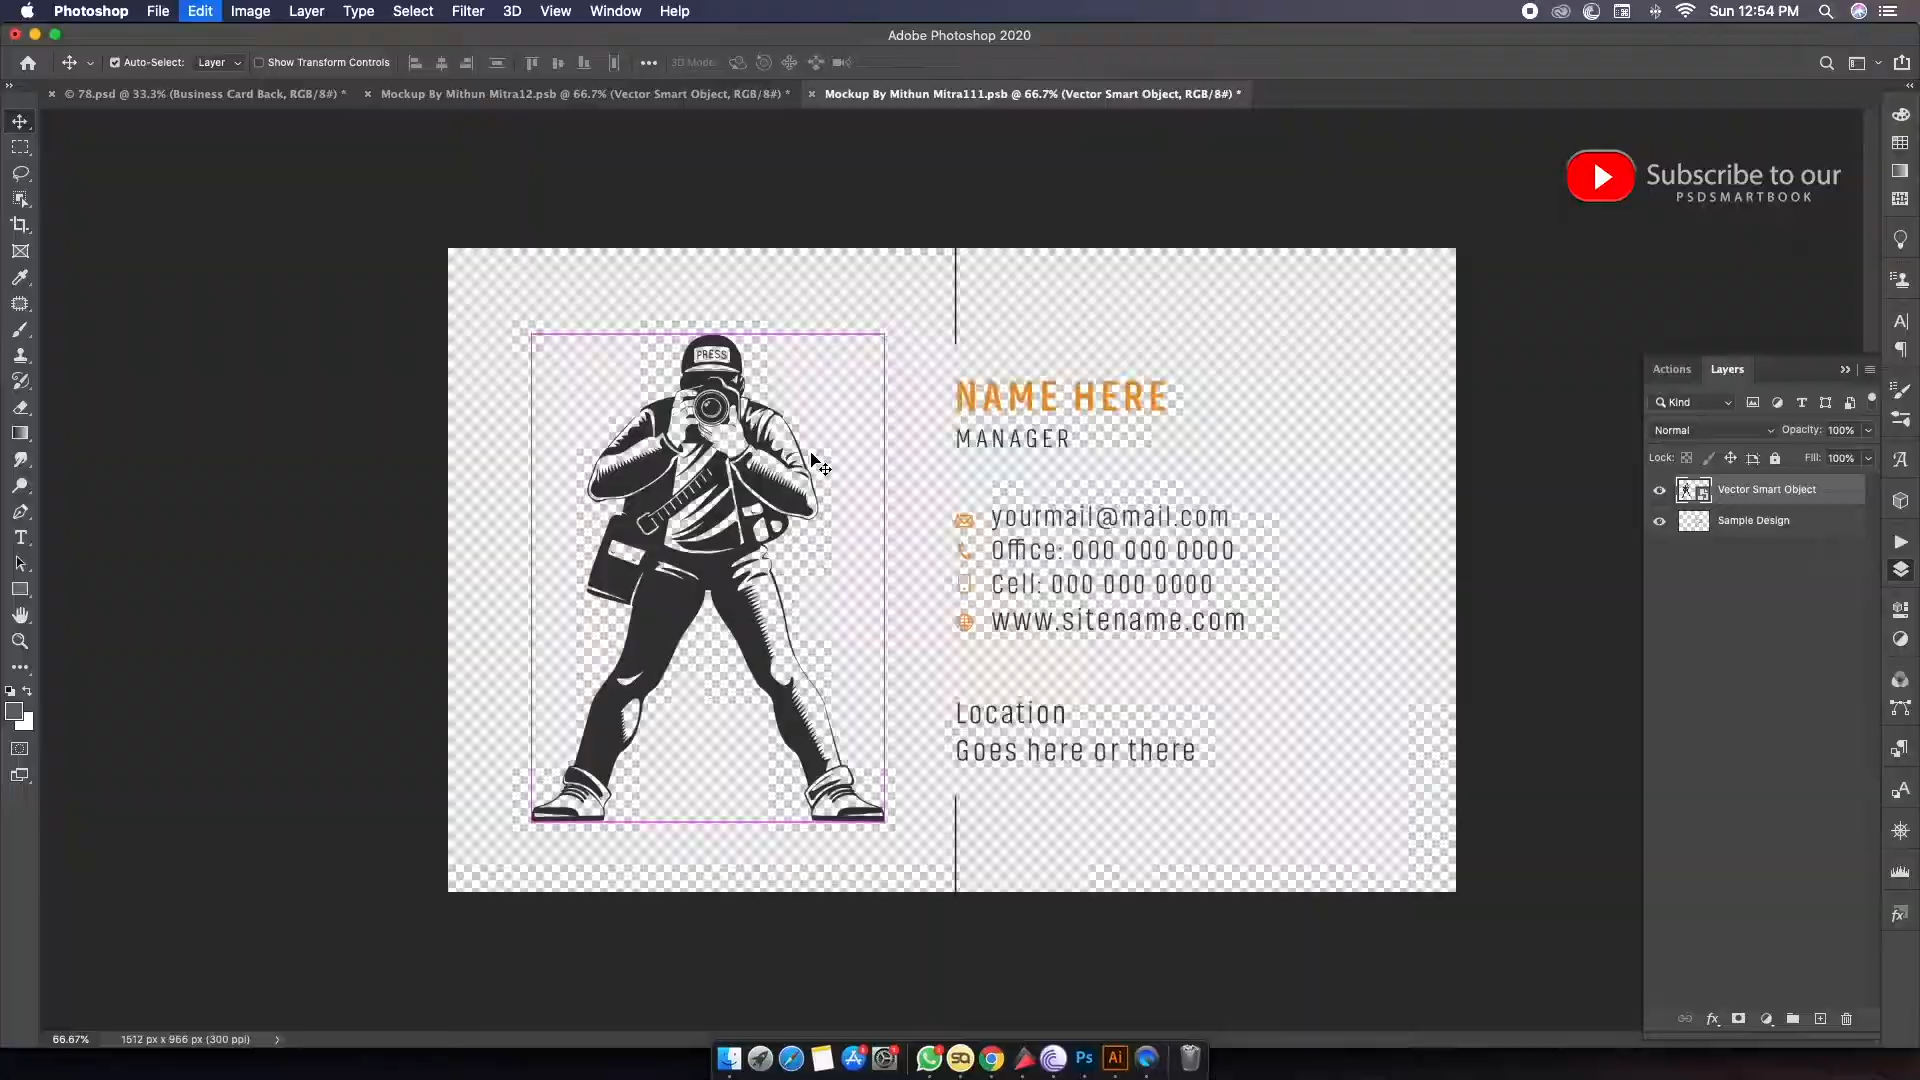 Photoshop File Edit Image Layer Type Select Filter 3D View Window Help
Sun 12:54 PM
Adobe Photoshop 2020
Auto-Select: Layer Show Transform Controls
3D Mode:
© 78.psd @ 33.3% (Business Card Back, RGB/8#) *
Mockup By Mithun Mitra12.psb @ 66.7% (Vector Smart Object, RGB/8#) *
Mockup By Mithun Mitra111.psb @ 66.7% (Vector Smart Object, RGB/8#) *
Subscribe to our
PSDSMARTBOOK
PRESS
NAME HERE
MANAGER
yourmail@mail.com
Office: 000 000 0000
Cell: 000 000 0000
www.sitename.com
Location
Goes here or there
Actions Layers
Kind
Normal Opacity: 100%
Lock: Fill: 100%
Vector Smart Object
Sample Design
fx
66.67% 1512 px x 966 px (300 ppi)
Ps Ai